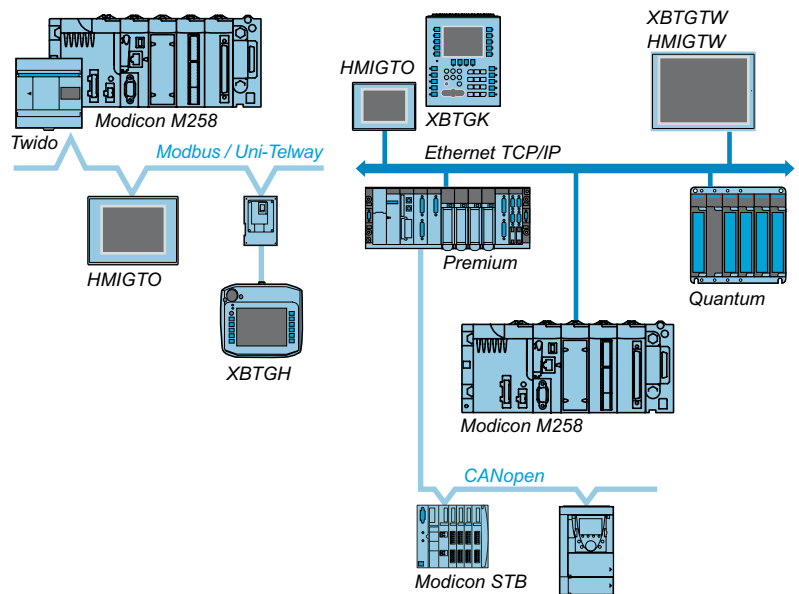 XBTGTW
HMIGTW
HMIGTO
XBTGK
Modicon M258
Twido
Modbus / Uni-Telway
Ethernet TCP/IP
HMIGTO
Premium
Quantum
XBTGH
Modicon M258
CANopen
Modicon STB